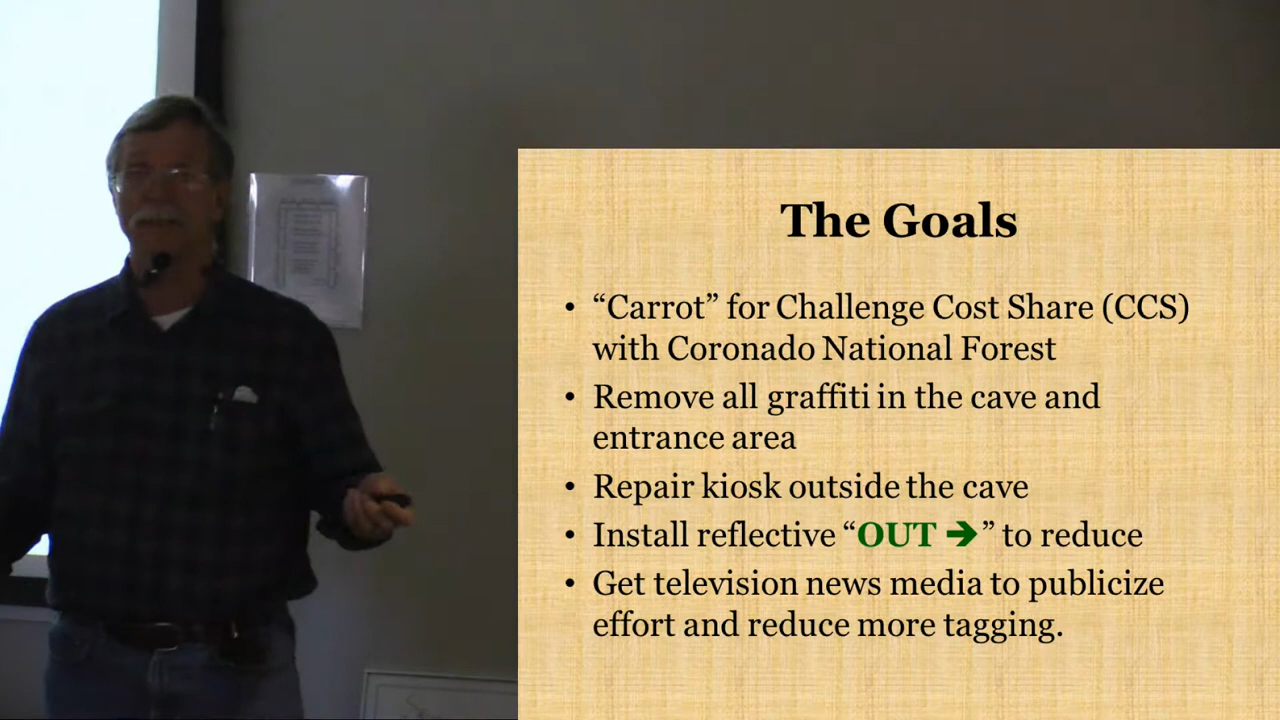 The Goals
• “Carrot” for Challenge Cost Share (CCS)
with Coronado National Forest
• Remove all graffiti in the cave and
entrance area
• Repair kiosk outside the cave
• Install reflective “OUT ➔” to reduce
• Get television news media to publicize
effort and reduce more tagging.